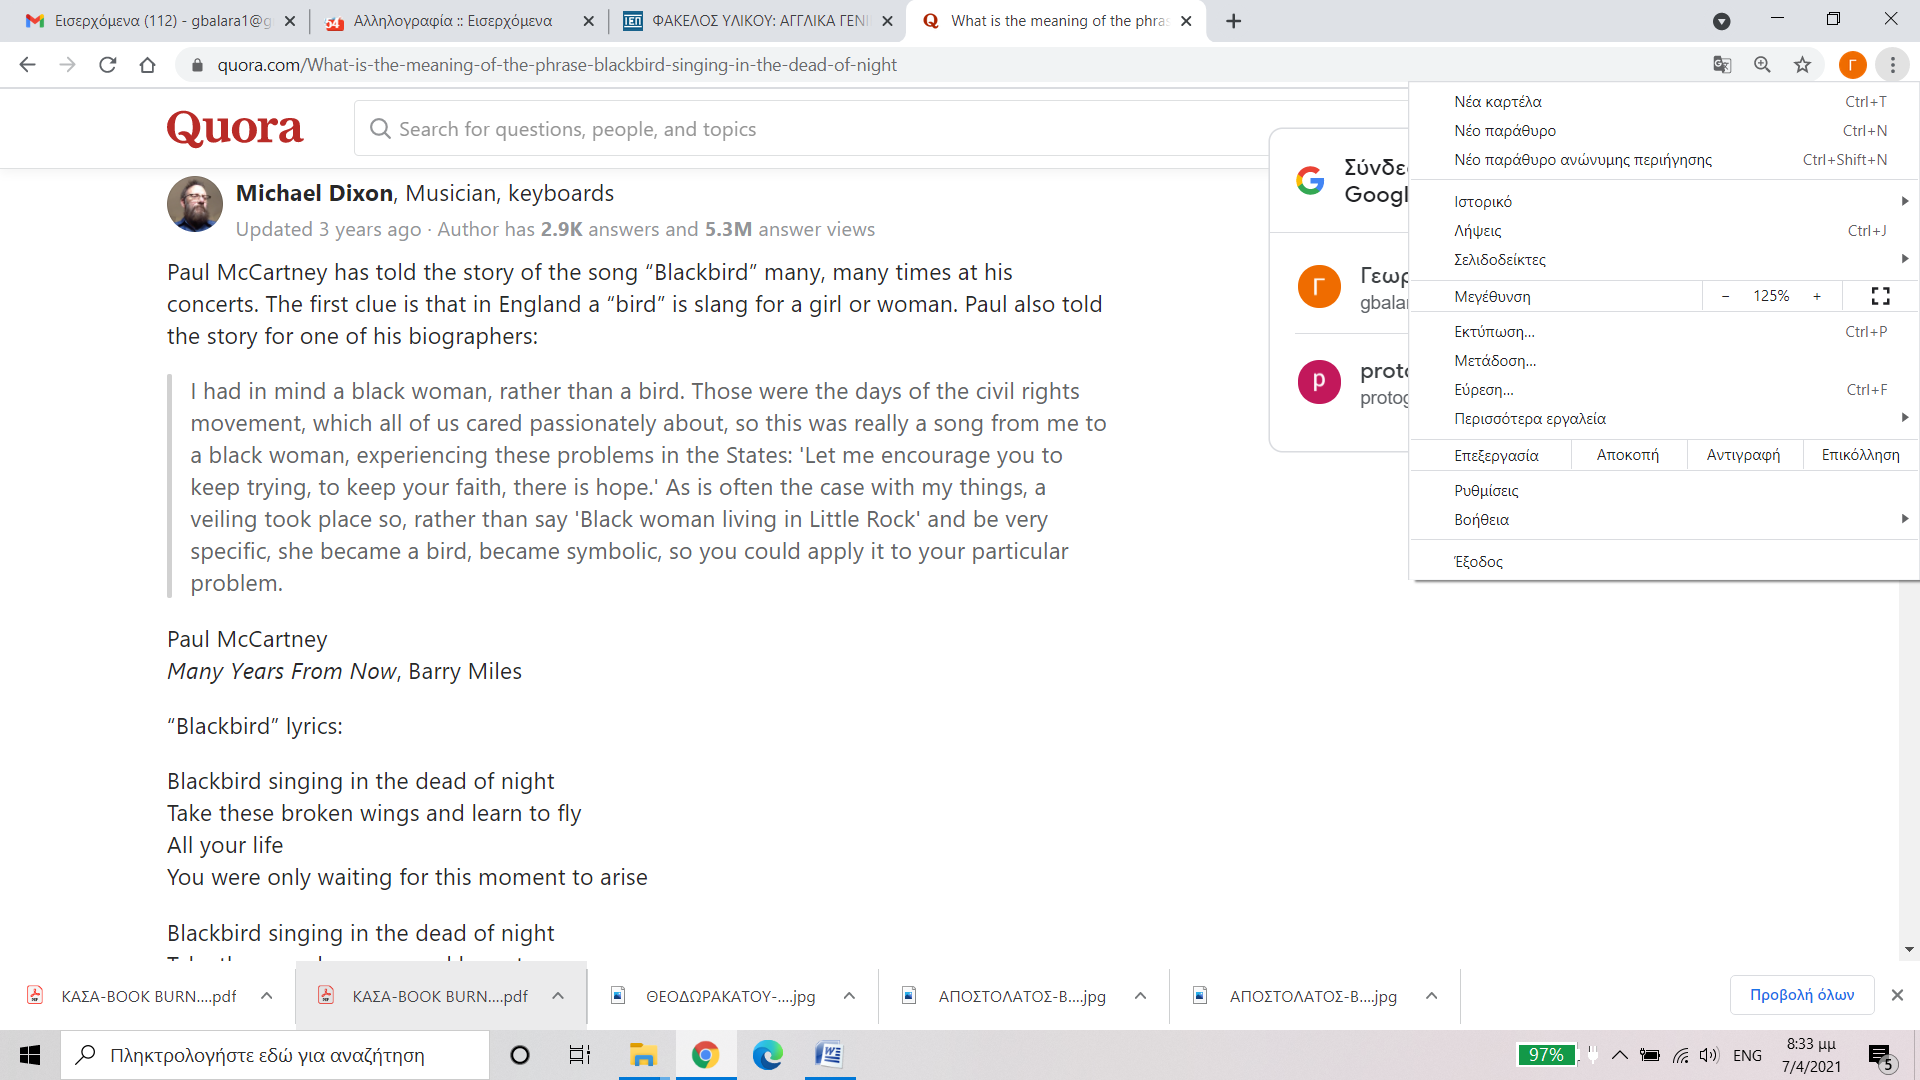 Εισερχόμενα (112) - gbalara1@g
Αλληλογραφία :: Εισερχόμενα
ΦΑΚΕΛΟΣ ΥΛΙΚΟΥ: ΑΓΓΛΙΚΑ ΓΕΝΙ
What is the meaning of the phras
quora.com/What-is-the-meaning-of-the-phrase-blackbird-singing-in-the-dead-of-night
Γ
Quora
Search for questions, people, and topics
Michael Dixon, Musician, keyboards
Updated 3 years ago · Author has 2.9K answers and 5.3M answer views
Paul McCartney has told the story of the song “Blackbird” many, many times at his
concerts. The first clue is that in England a “bird” is slang for a girl or woman. Paul also told
the story for one of his biographers:
I had in mind a black woman, rather than a bird. Those were the days of the civil rights
movement, which all of us cared passionately about, so this was really a song from me to
a black woman, experiencing these problems in the States: 'Let me encourage you to
keep trying, to keep your faith, there is hope.' As is often the case with my things, a
veiling took place so, rather than say 'Black woman living in Little Rock' and be very
specific, she became a bird, became symbolic, so you could apply it to your particular
problem.
Paul McCartney
Many Years From Now, Barry Miles
“Blackbird” lyrics:
Blackbird singing in the dead of night
Take these broken wings and learn to fly
All your life
You were only waiting for this moment to arise
Blackbird singing in the dead of night
Σύνδε
Googl
Γ
Γεωρ
gbalar
p
proto
protog
Νέα καρτέλα Ctrl+T
Νέο παράθυρο Ctrl+N
Νέο παράθυρο ανώνυμης περιήγησης Ctrl+Shift+N
Ιστορικό
Λήψεις Ctrl+J
Σελιδοδείκτες
Μεγέθυνση − 125% +
Εκτύπωση... Ctrl+P
Μετάδοση...
Εύρεση... Ctrl+F
Περισσότερα εργαλεία
Επεξεργασία Αποκοπή Αντιγραφή Επικόλληση
Ρυθμίσεις
Βοήθεια
Έξοδος
ΚΑΣΑ-BOOK BURN....pdf
ΚΑΣΑ-BOOK BURN....pdf
ΘΕΟΔΩΡΑΚΑΤΟΥ-....jpg
ΑΠΟΣΤΟΛΑΤΟΣ-Β....jpg
ΑΠΟΣΤΟΛΑΤΟΣ-Β....jpg
Προβολή όλων
Πληκτρολογήστε εδώ για αναζήτηση
97%
ENG
8:33 μμ
7/4/2021
5